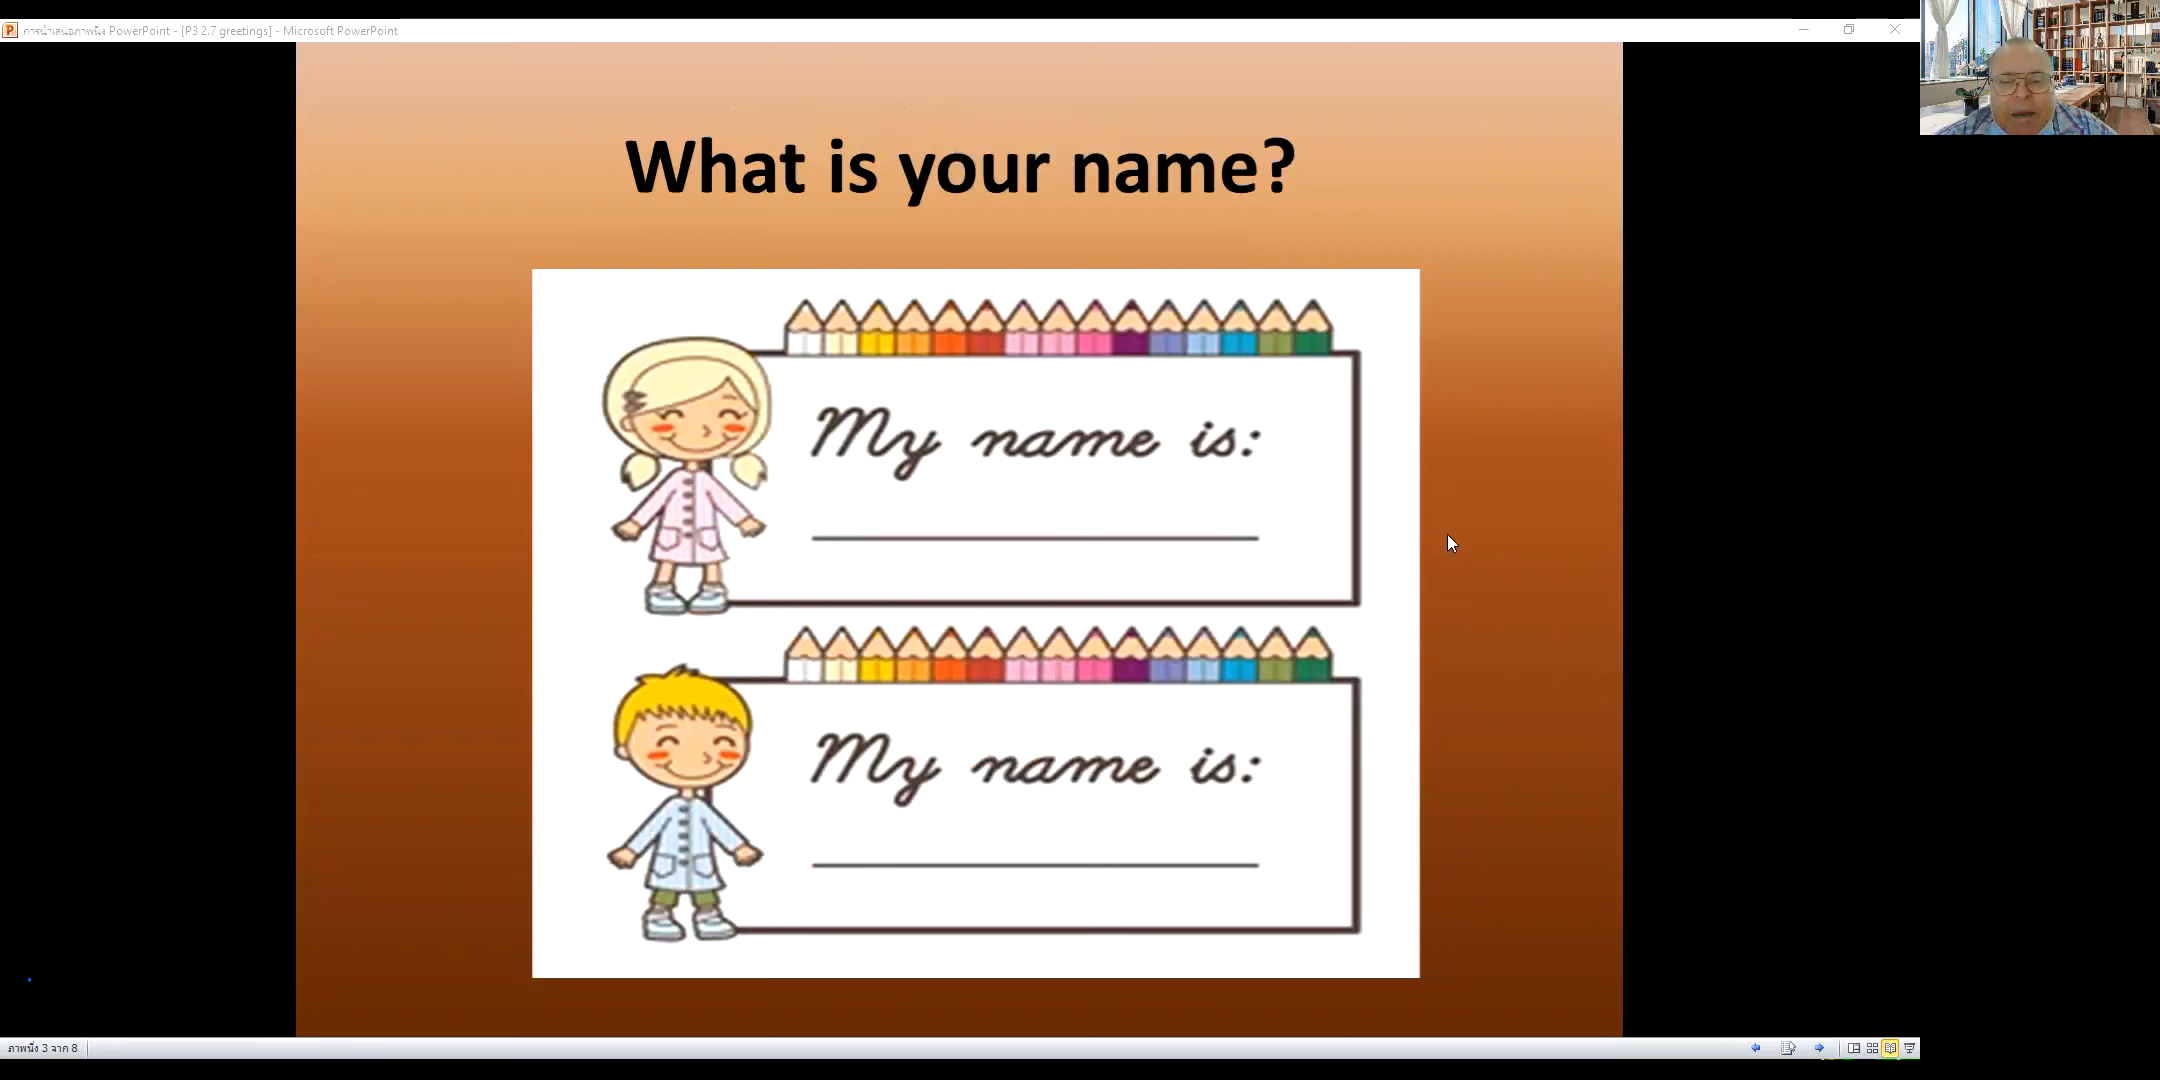 การนำเสนอภาพนิ่ง PowerPoint - [P3 2.7 greetings] - Microsoft PowerPoint
What is your name?
My name is:
My name is:
ภาพนิ่ง 3 จาก 8